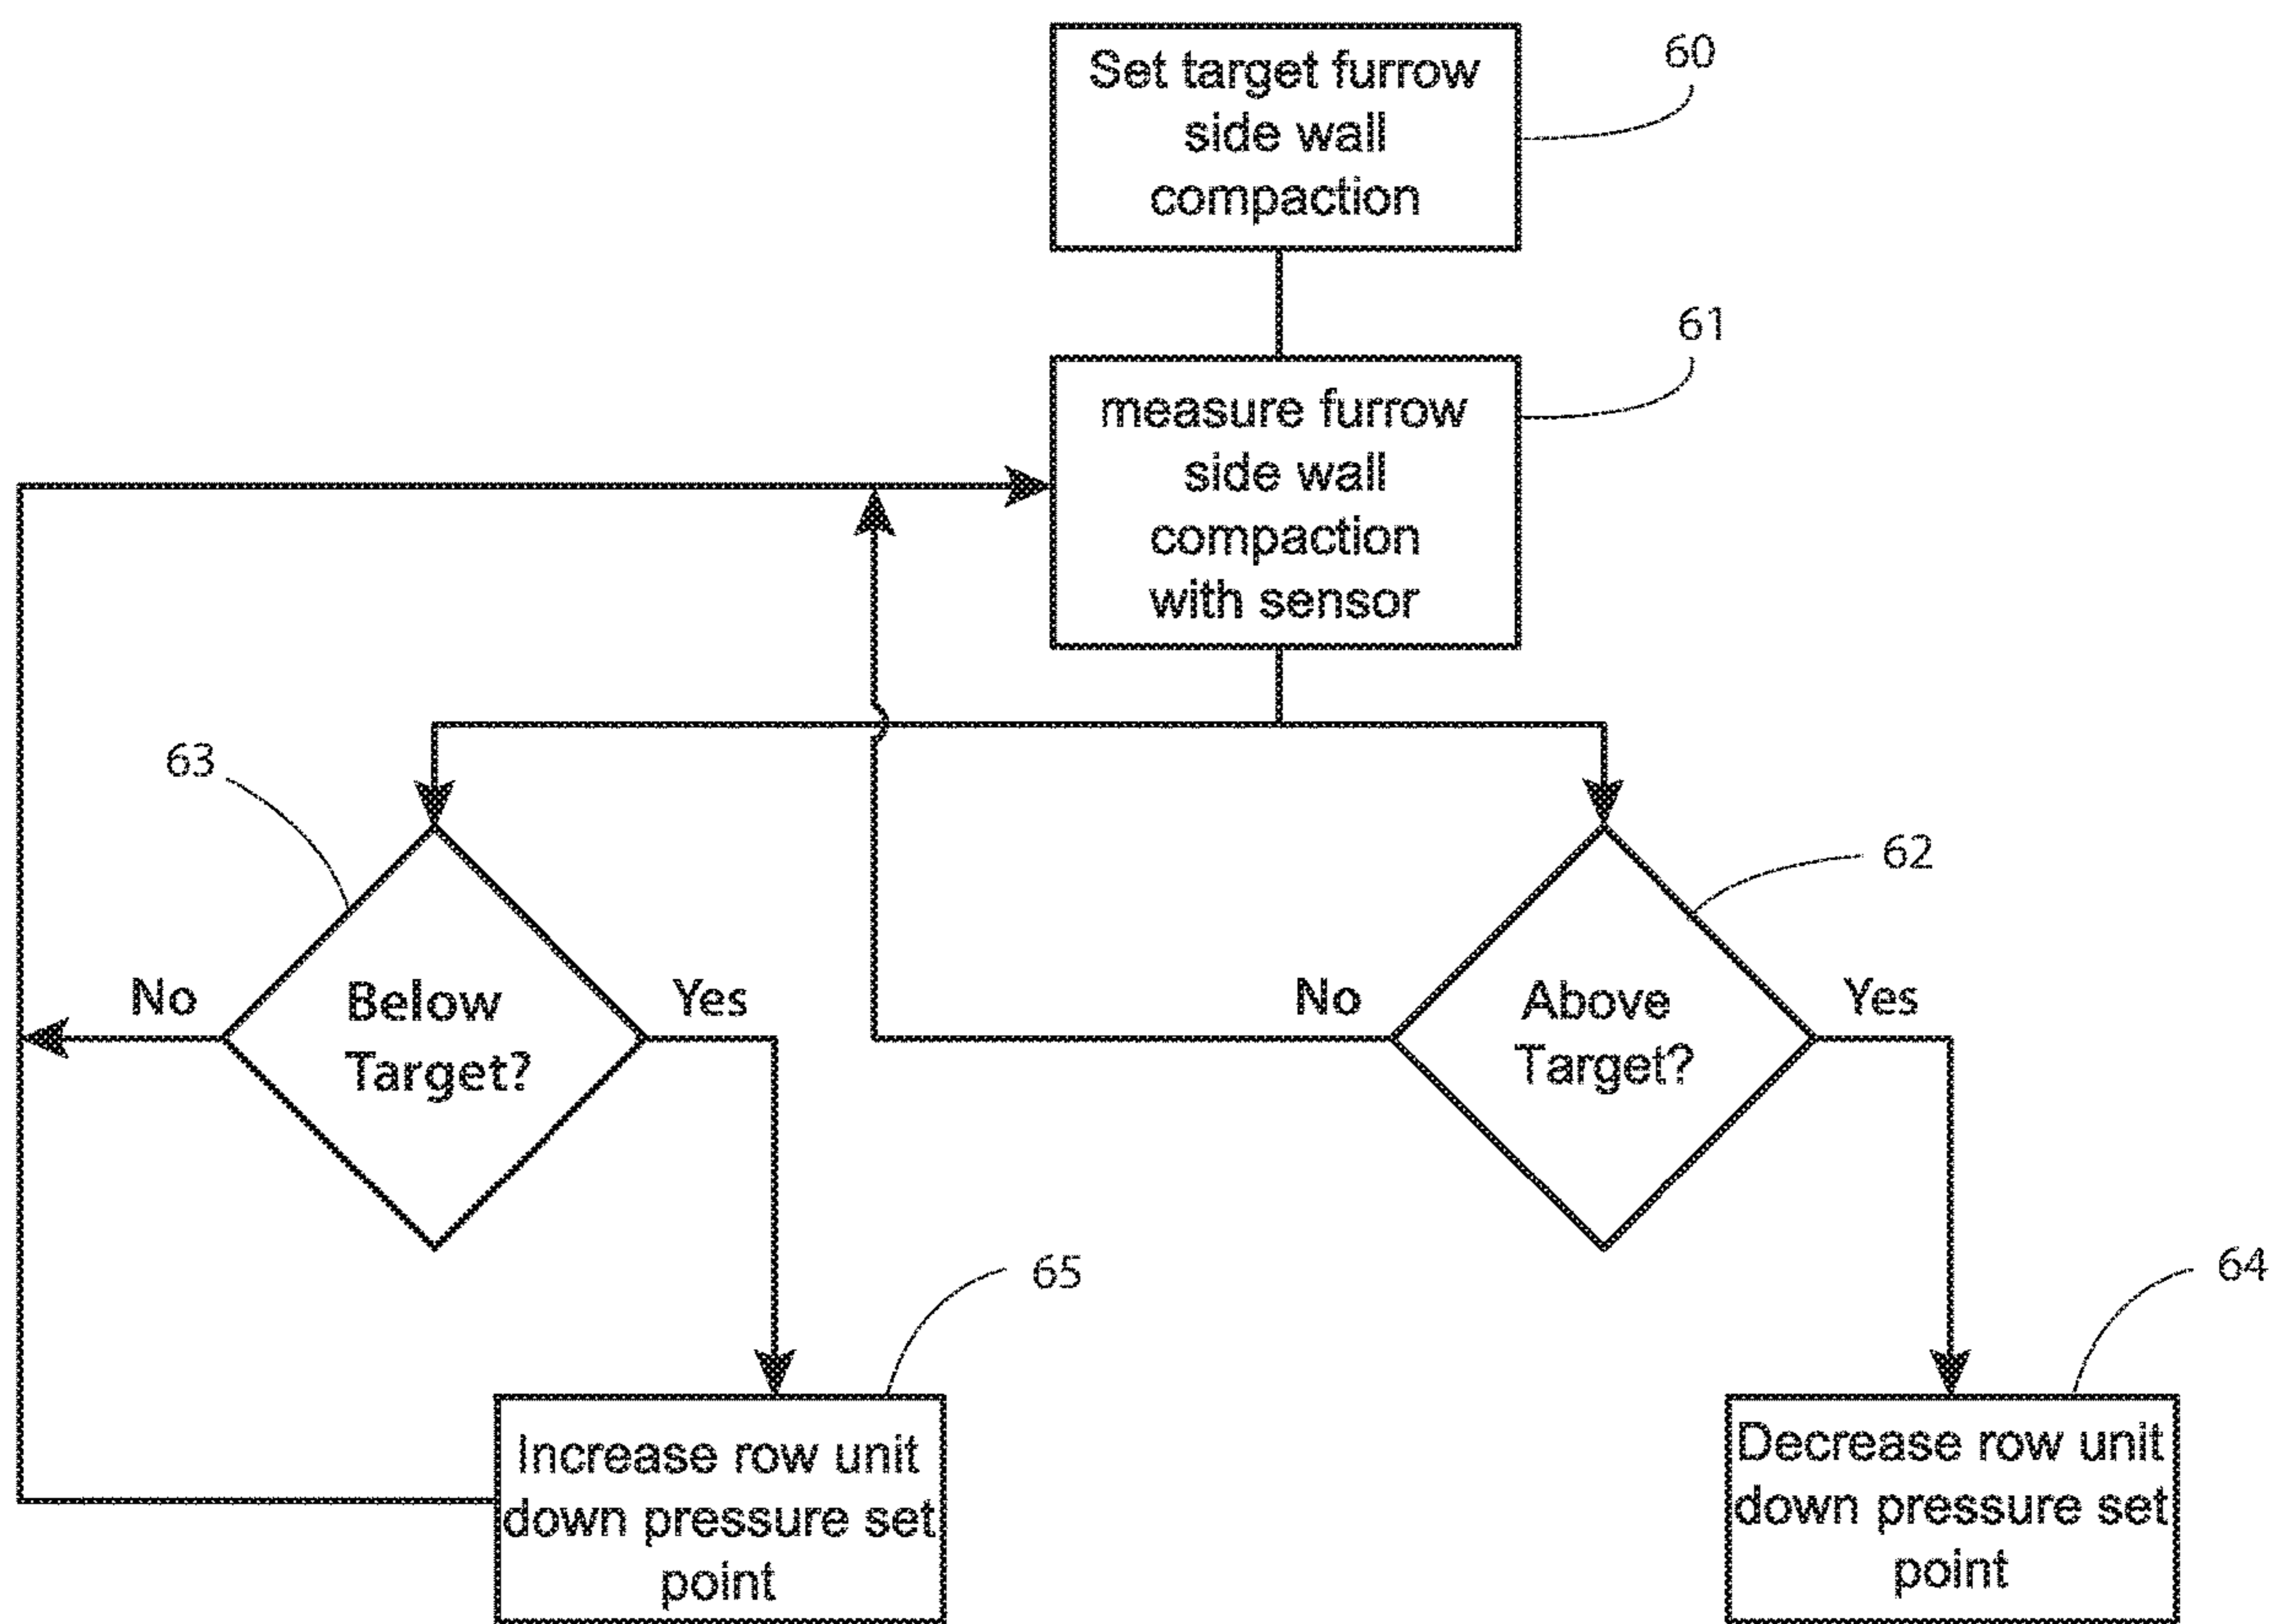 Set target furrow
side wall
compaction
60
measure furrow
side wall
compaction
with sensor
61
63
Below
Target?
No
Yes
62
Above
Target?
No
Yes
65
Increase row unit
down pressure set
point
64
Decrease row unit
down pressure set
point